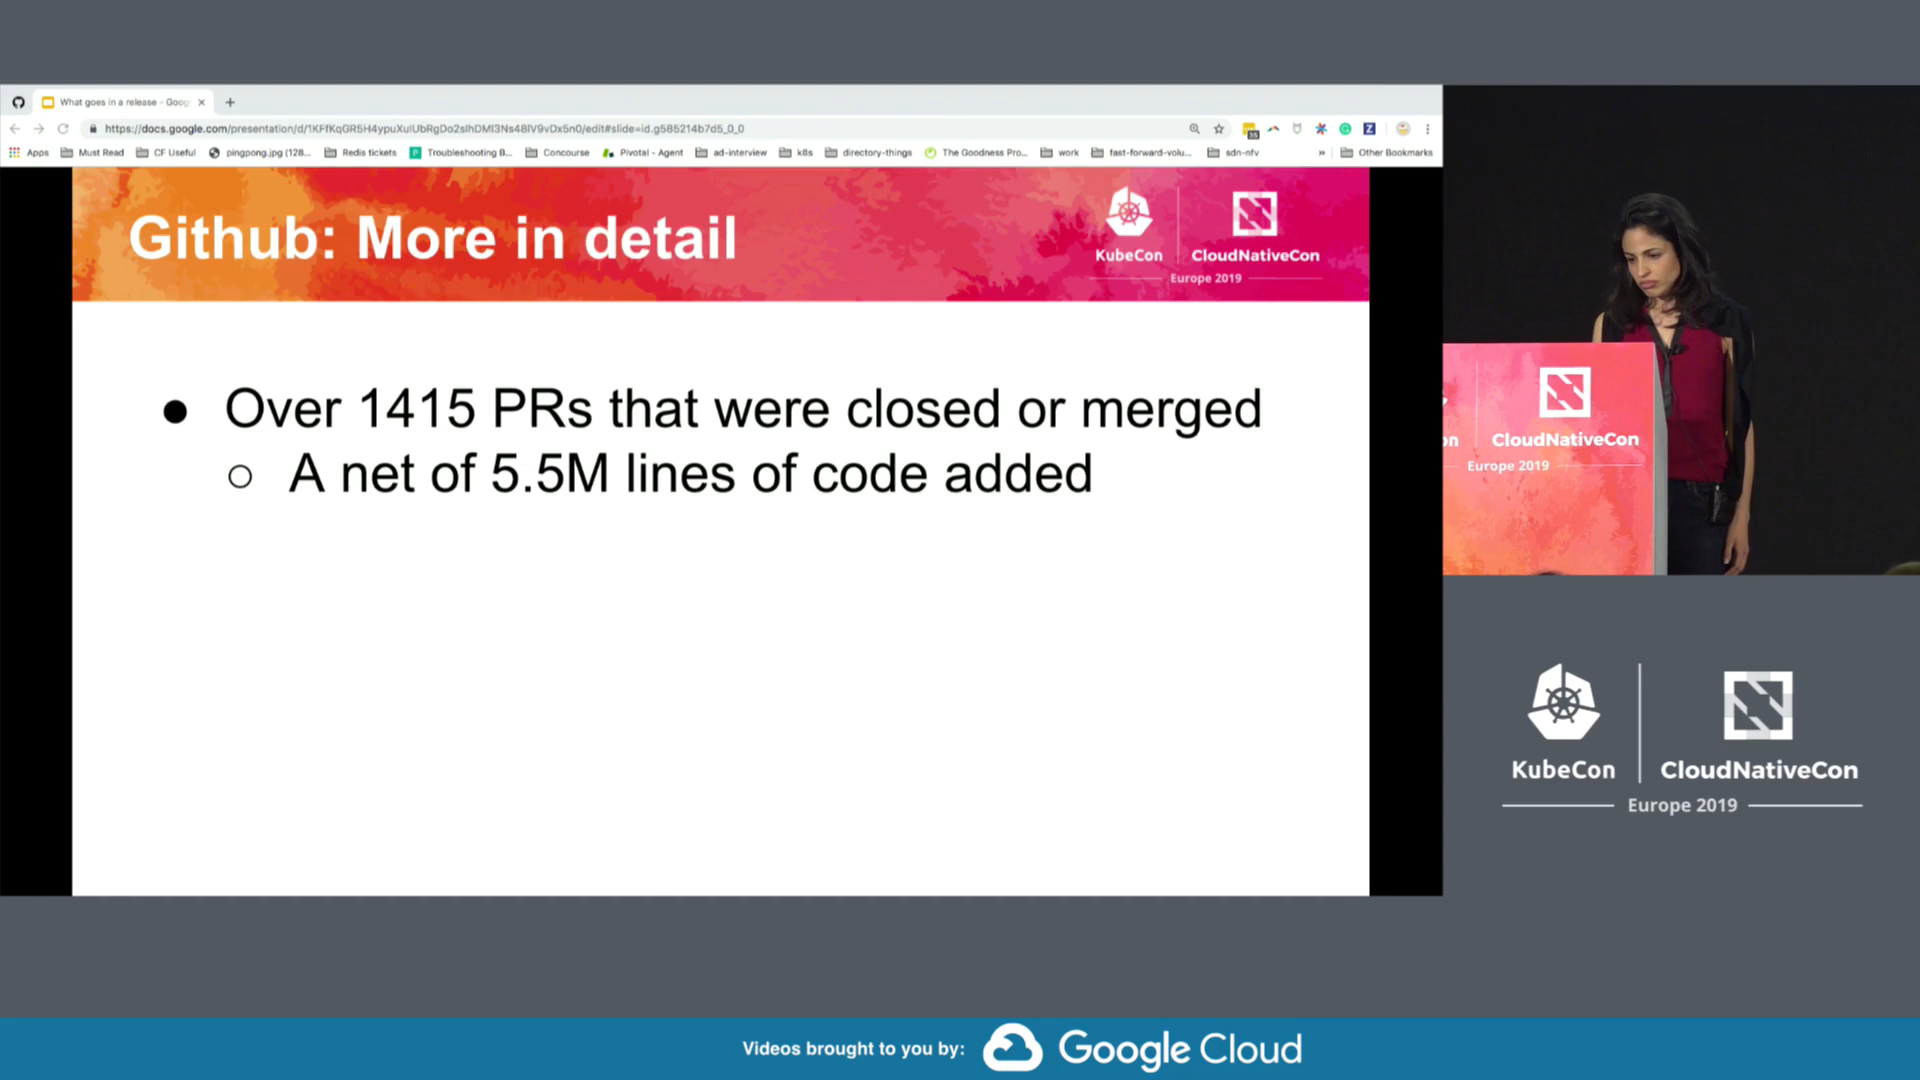 What goes in a release - Goog
https://docs.google.com/presentation/d/1KFfKqGR5H4ypuXuIUbRgDo2slhDMI3Ns48IV9vDx5n0/edit#slide=id.g585214b7d5_0_0
Apps Must Read CF Useful pingpong.jpg (128... Redis tickets Troubleshooting B... Concourse Pivotal - Agent ad-interview k8s directory-things The Goodness Pro... work fast-forward-volu... sdn-nfv » Other Bookmarks
Github: More in detail
KubeCon CloudNativeCon
Europe 2019
● Over 1415 PRs that were closed or merged
○ A net of 5.5M lines of code added
on CloudNativeCon
Europe 2019
KubeCon CloudNativeCon
Europe 2019
Videos brought to you by: Google Cloud